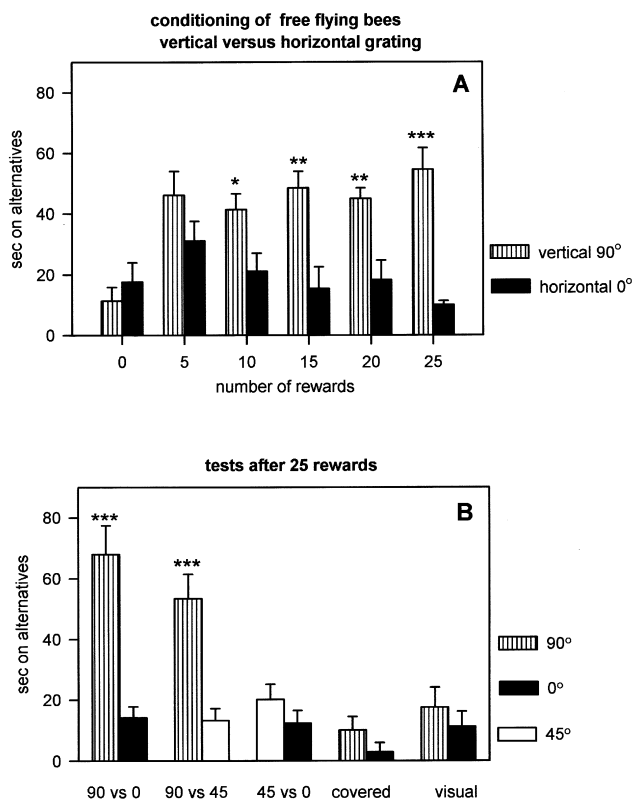 conditioning of free flying bees
vertical versus horizontal grating
A
80
60
40
20
0
sec on alternatives
*
**
**
***
vertical 90°
horizontal 0°
0 5 10 15 20 25
number of rewards
tests after 25 rewards
B
80
60
40
20
0
sec on alternatives
***
***
90°
0°
45°
90 vs 0 90 vs 45 45 vs 0 covered visual